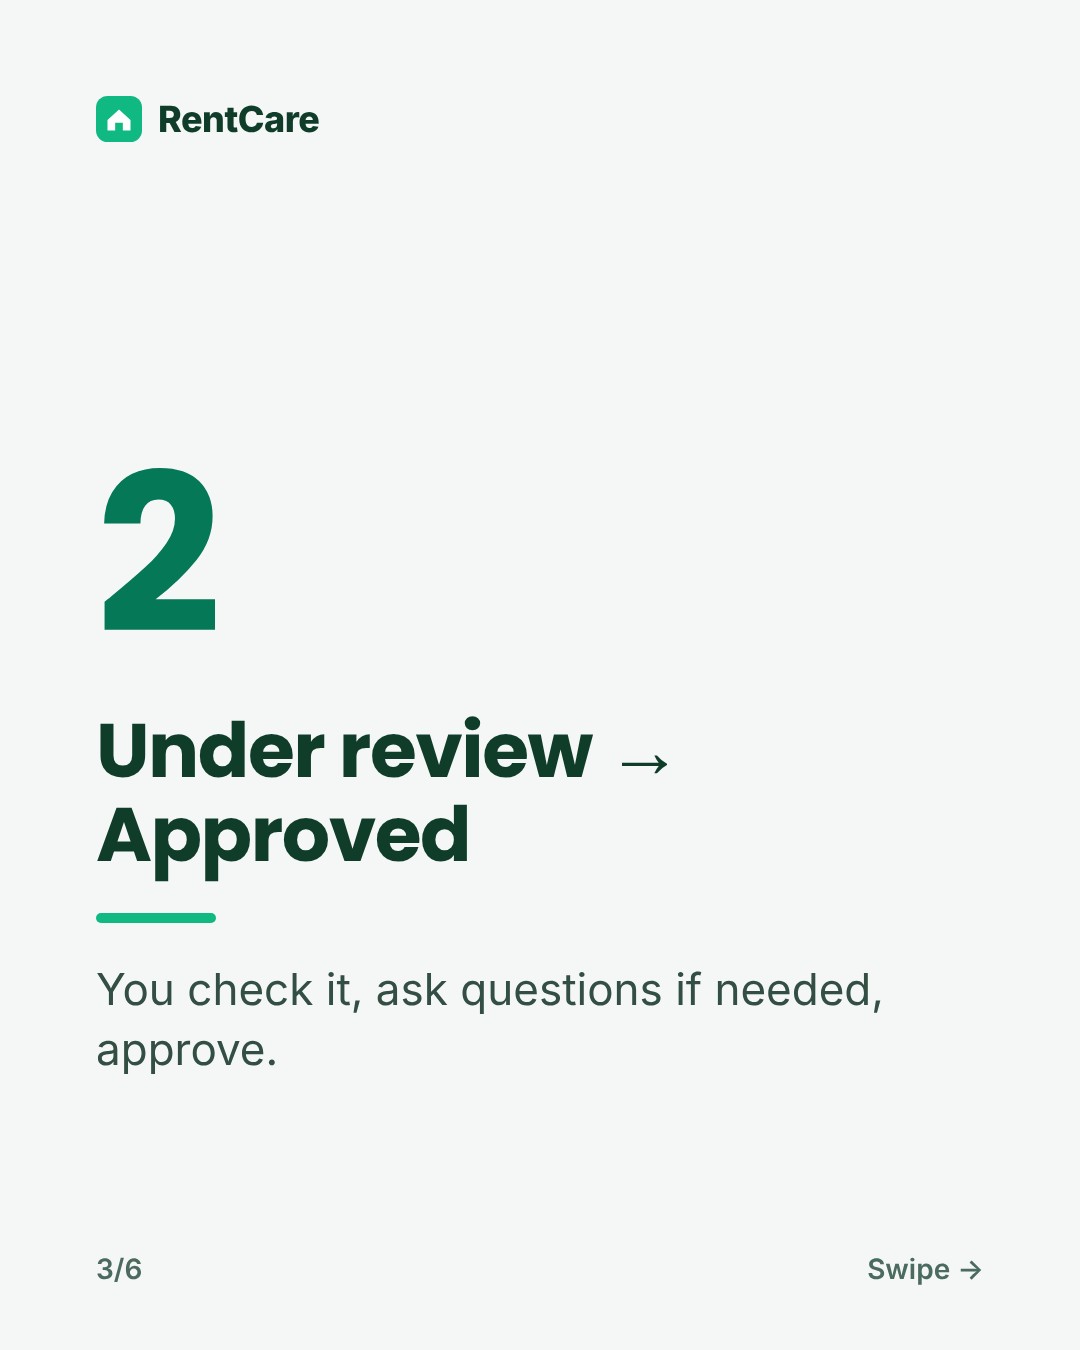 RentCare
2
Under review →
Approved
You check it, ask questions if needed,
approve.
3/6
Swipe →